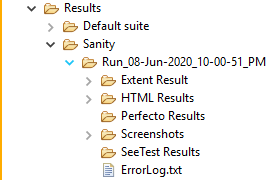 Results
Default suite
Sanity
Run_08-Jun-2020_10-00-51_PM
Extent Result
HTML Results
Perfecto Results
Screenshots
SeeTest Results
ErrorLog.txt